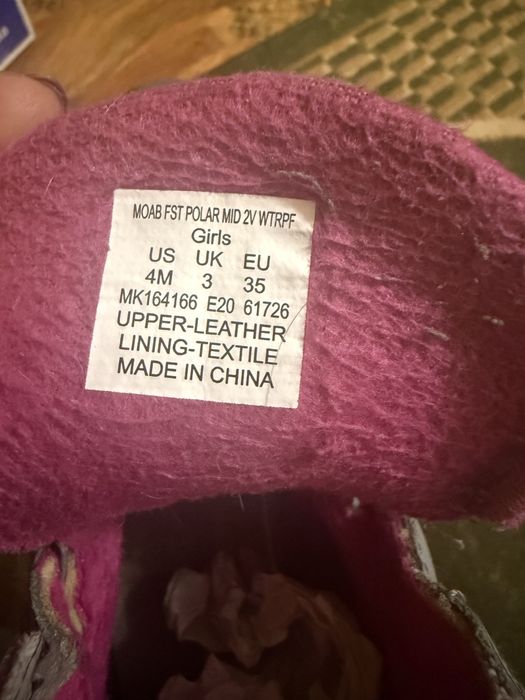 MOAB FST POLAR MID 2V WTRPF
Girls
US UK EU
4M 3 35
MK164166 E20 61726
UPPER-LEATHER
LINING-TEXTILE
MADE IN CHINA